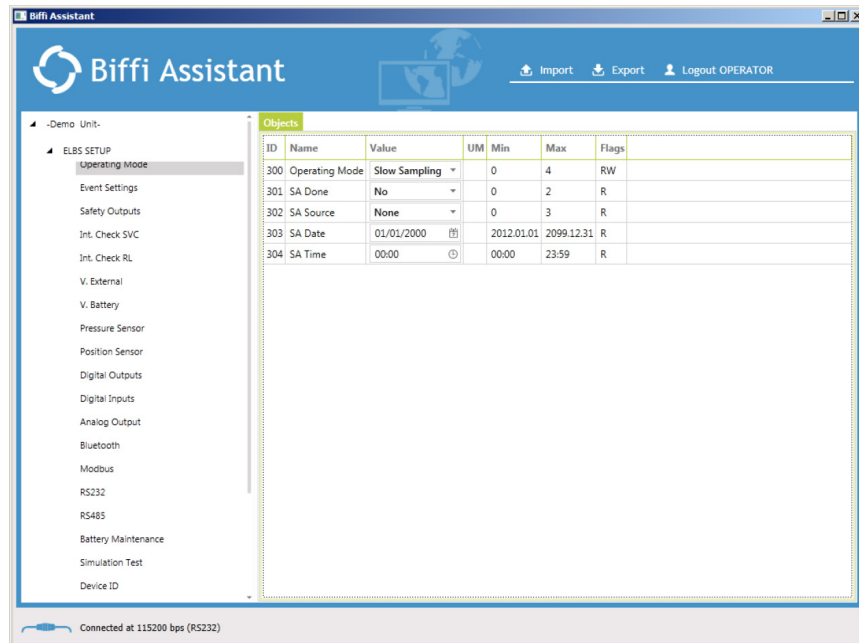 Biffi Assistant
Biffi Assistant
Import Export Logout OPERATOR
-Demo Unit-
ELBS SETUP
Operating Mode
Event Settings
Safety Outputs
Int. Check SVC
Int. Check RL
V. External
V. Battery
Pressure Sensor
Position Sensor
Digital Outputs
Digital Inputs
Analog Output
Bluetooth
Modbus
RS232
RS485
Battery Maintenance
Simulation Test
Device ID
Objects
ID Name Value UM Min Max Flags
300 Operating Mode Slow Sampling 0 4 RW
301 SA Done No 0 2 R
302 SA Source None 0 3 R
303 SA Date 01/01/2000 2012.01.01 2099.12.31 R
304 SA Time 00:00 00:00 23:59 R
Connected at 115200 bps (RS232)